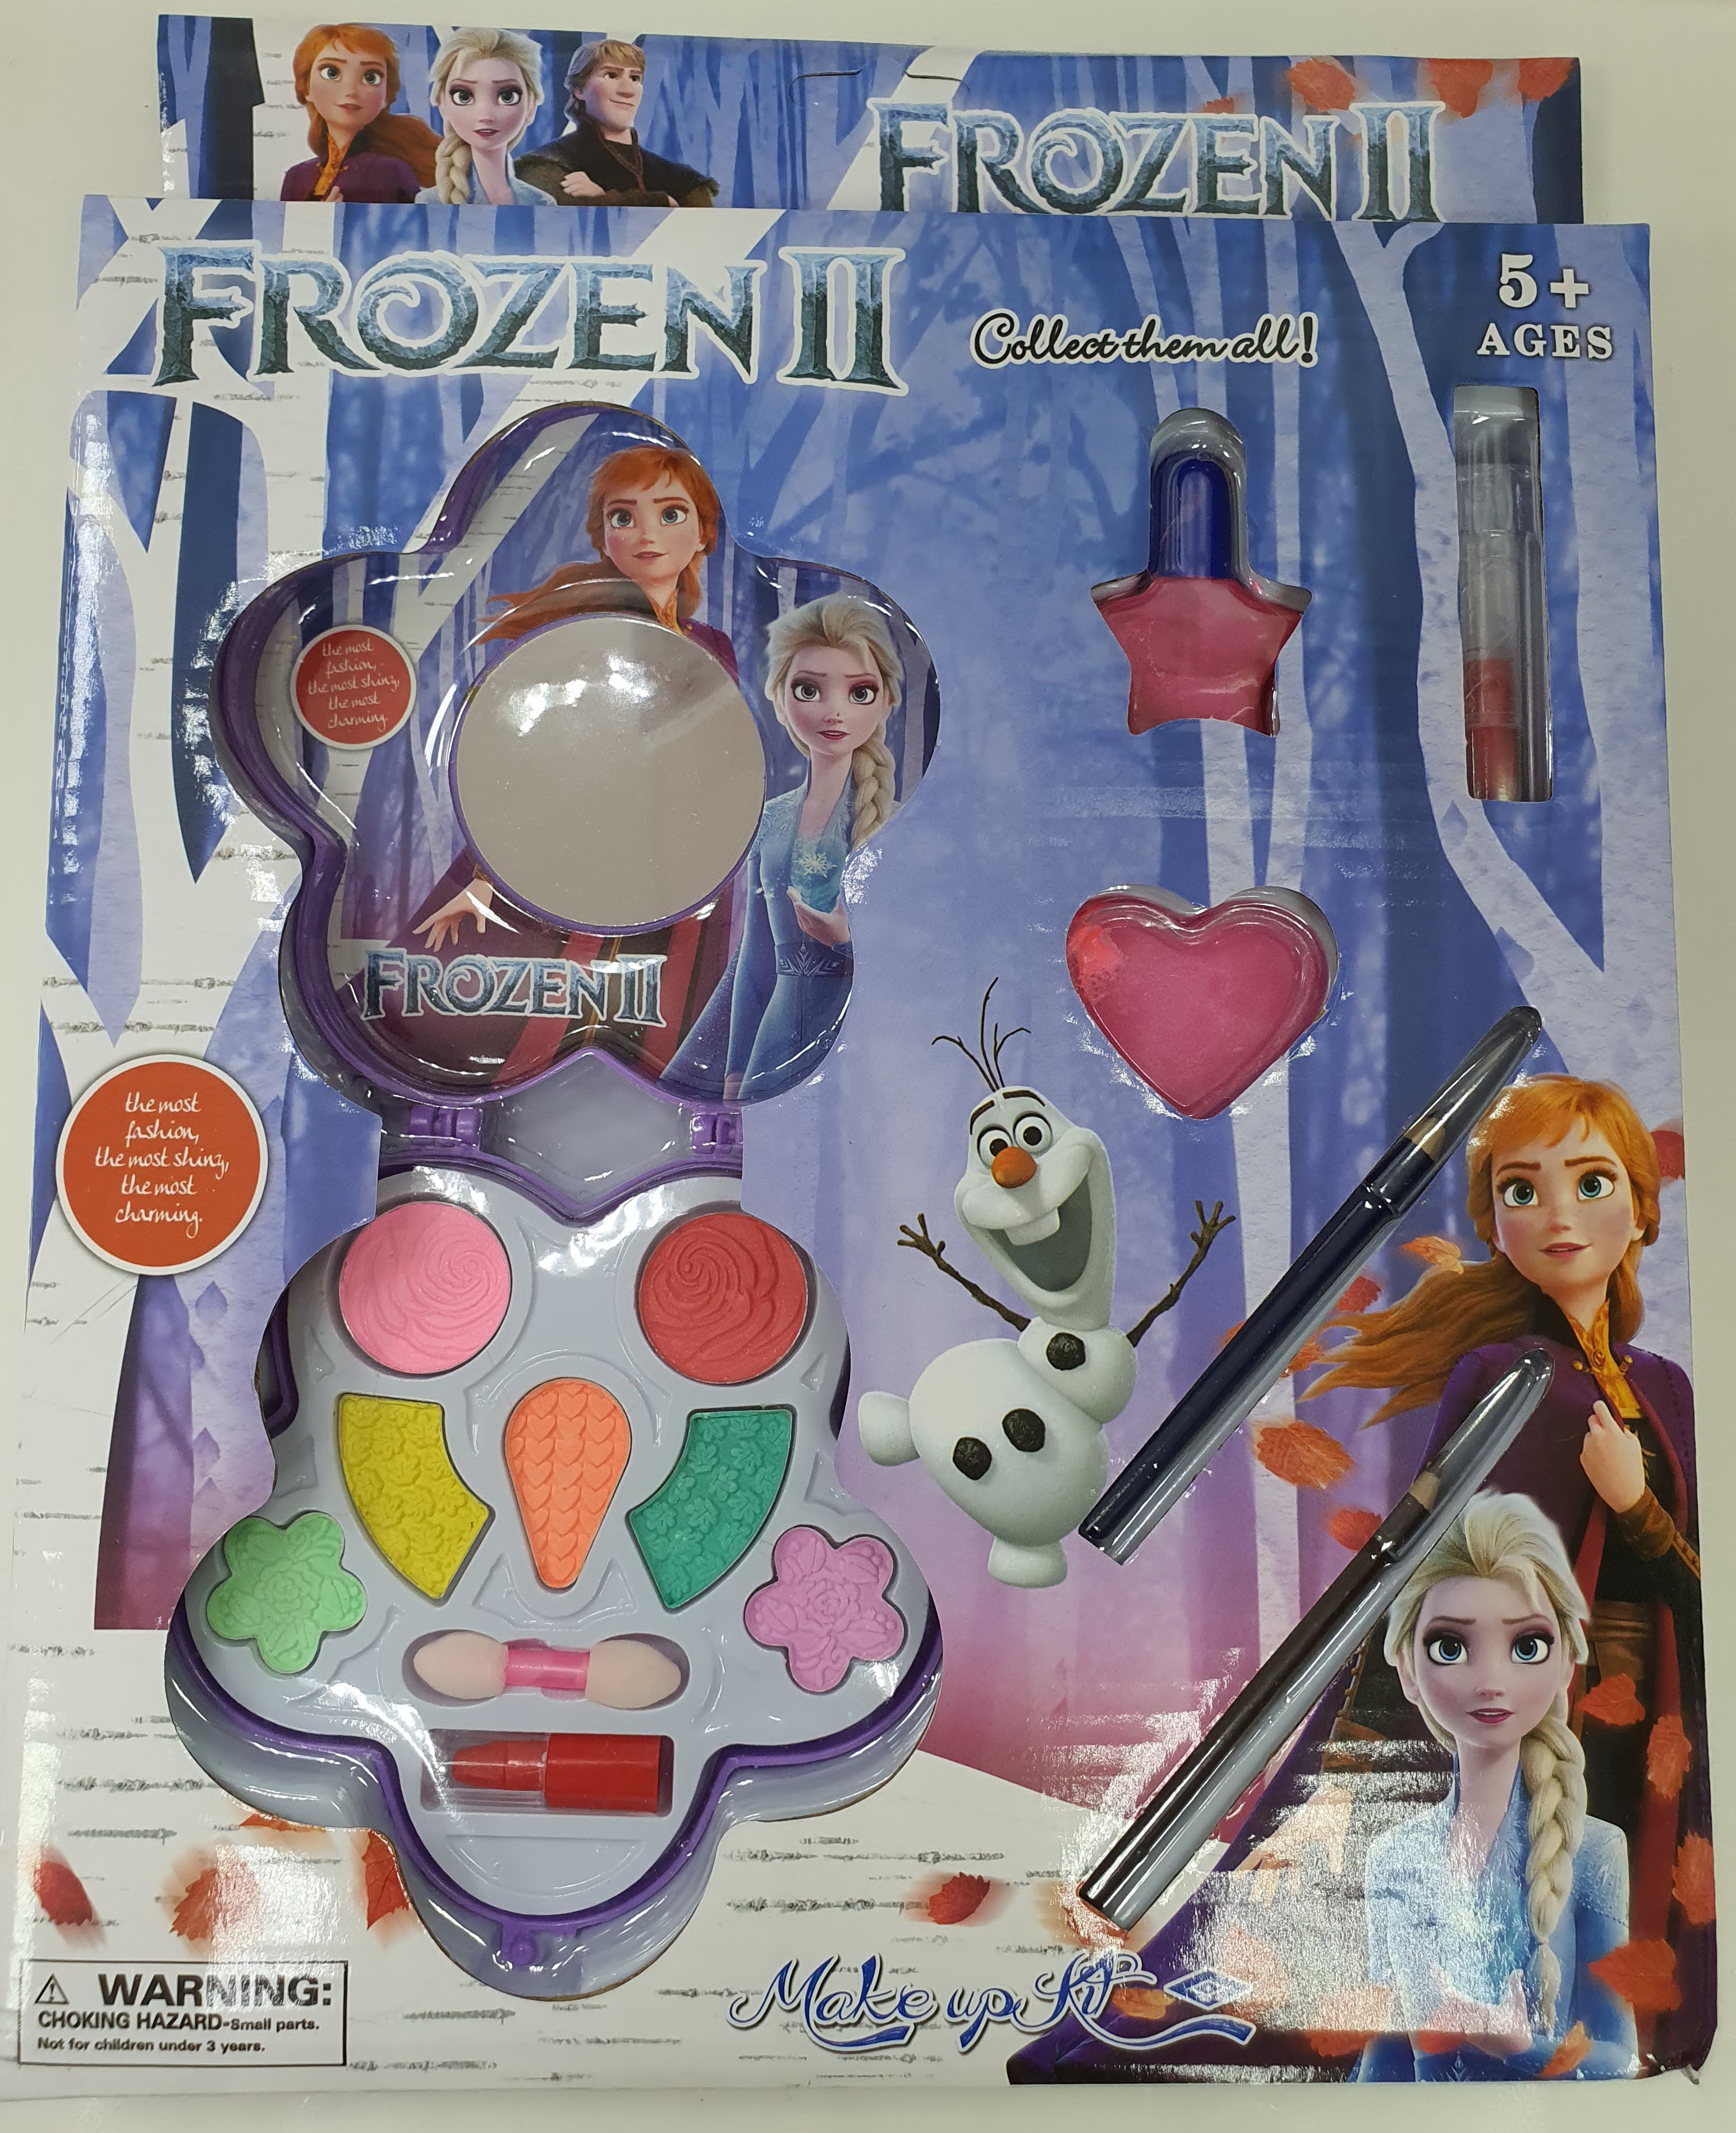 FROZEN II
FROZEN II
Collect them all!
5+
AGES
the most
fashion,
the most shiny,
the most
charming.
FROZEN II
the most
fashion,
the most shiny,
the most
charming.
WARNING:
CHOKING HAZARD-Small parts.
Not for children under 3 years.
Make up Kit